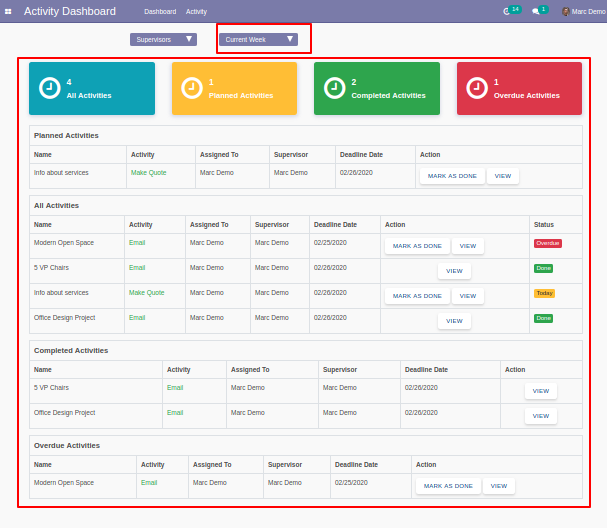 Activity Dashboard Dashboard Activity 14 1 Marc Demo
Supervisors Current Week
4 1 2 1
All Activities Planned Activities Completed Activities Overdue Activities
Planned Activities
Name Activity Assigned To Supervisor Deadline Date Action
Info about services Make Quote Marc Demo Marc Demo 02/26/2020 MARK AS DONE VIEW
All Activities
Name Activity Assigned To Supervisor Deadline Date Action Status
Modern Open Space Email Marc Demo Marc Demo 02/25/2020 MARK AS DONE VIEW Overdue
5 VP Chairs Email Marc Demo Marc Demo 02/26/2020 VIEW Done
Info about services Make Quote Marc Demo Marc Demo 02/26/2020 MARK AS DONE VIEW Today
Office Design Project Email Marc Demo Marc Demo 02/26/2020 VIEW Done
Completed Activities
Name Activity Assigned To Supervisor Deadline Date Action
5 VP Chairs Email Marc Demo Marc Demo 02/26/2020 VIEW
Office Design Project Email Marc Demo Marc Demo 02/26/2020 VIEW
Overdue Activities
Name Activity Assigned To Supervisor Deadline Date Action
Modern Open Space Email Marc Demo Marc Demo 02/25/2020 MARK AS DONE VIEW